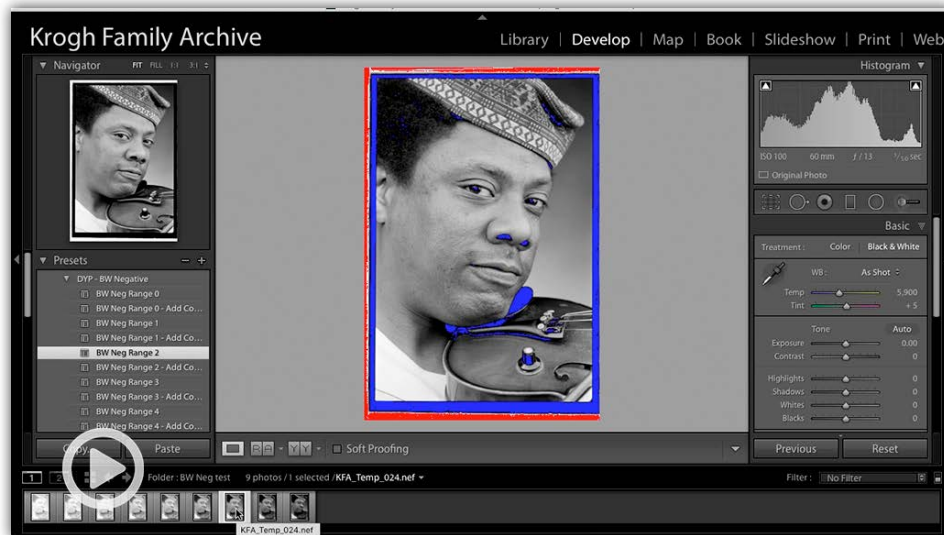 Krogh Family Archive
Library | Develop | Map | Book | Slideshow | Print | Web
Navigator FIT FILL 1:1 3:1
Histogram
ISO 100 60 mm ƒ / 13 1/50 sec
Original Photo
Basic
Treatment : Color Black & White
WB : As Shot
Temp 5,900
Tint + 5
Tone Auto
Exposure 0.00
Contrast 0
Highlights 0
Shadows 0
Whites 0
Blacks 0
Presets
DYP - BW Negative
BW Neg Range 0
BW Neg Range 0 - Add Co...
BW Neg Range 1
BW Neg Range 1 - Add Co...
BW Neg Range 2
BW Neg Range 2 - Add Co...
BW Neg Range 3
BW Neg Range 3 - Add Co...
BW Neg Range 4
BW Neg Range 4 - Add Co...
Copy... Paste
R A Y Y Soft Proofing
Previous Reset
1 2 Folder : BW Neg test 9 photos / 1 selected / KFA_Temp_024.nef
Filter : No Filter
KFA_Temp_024.nef